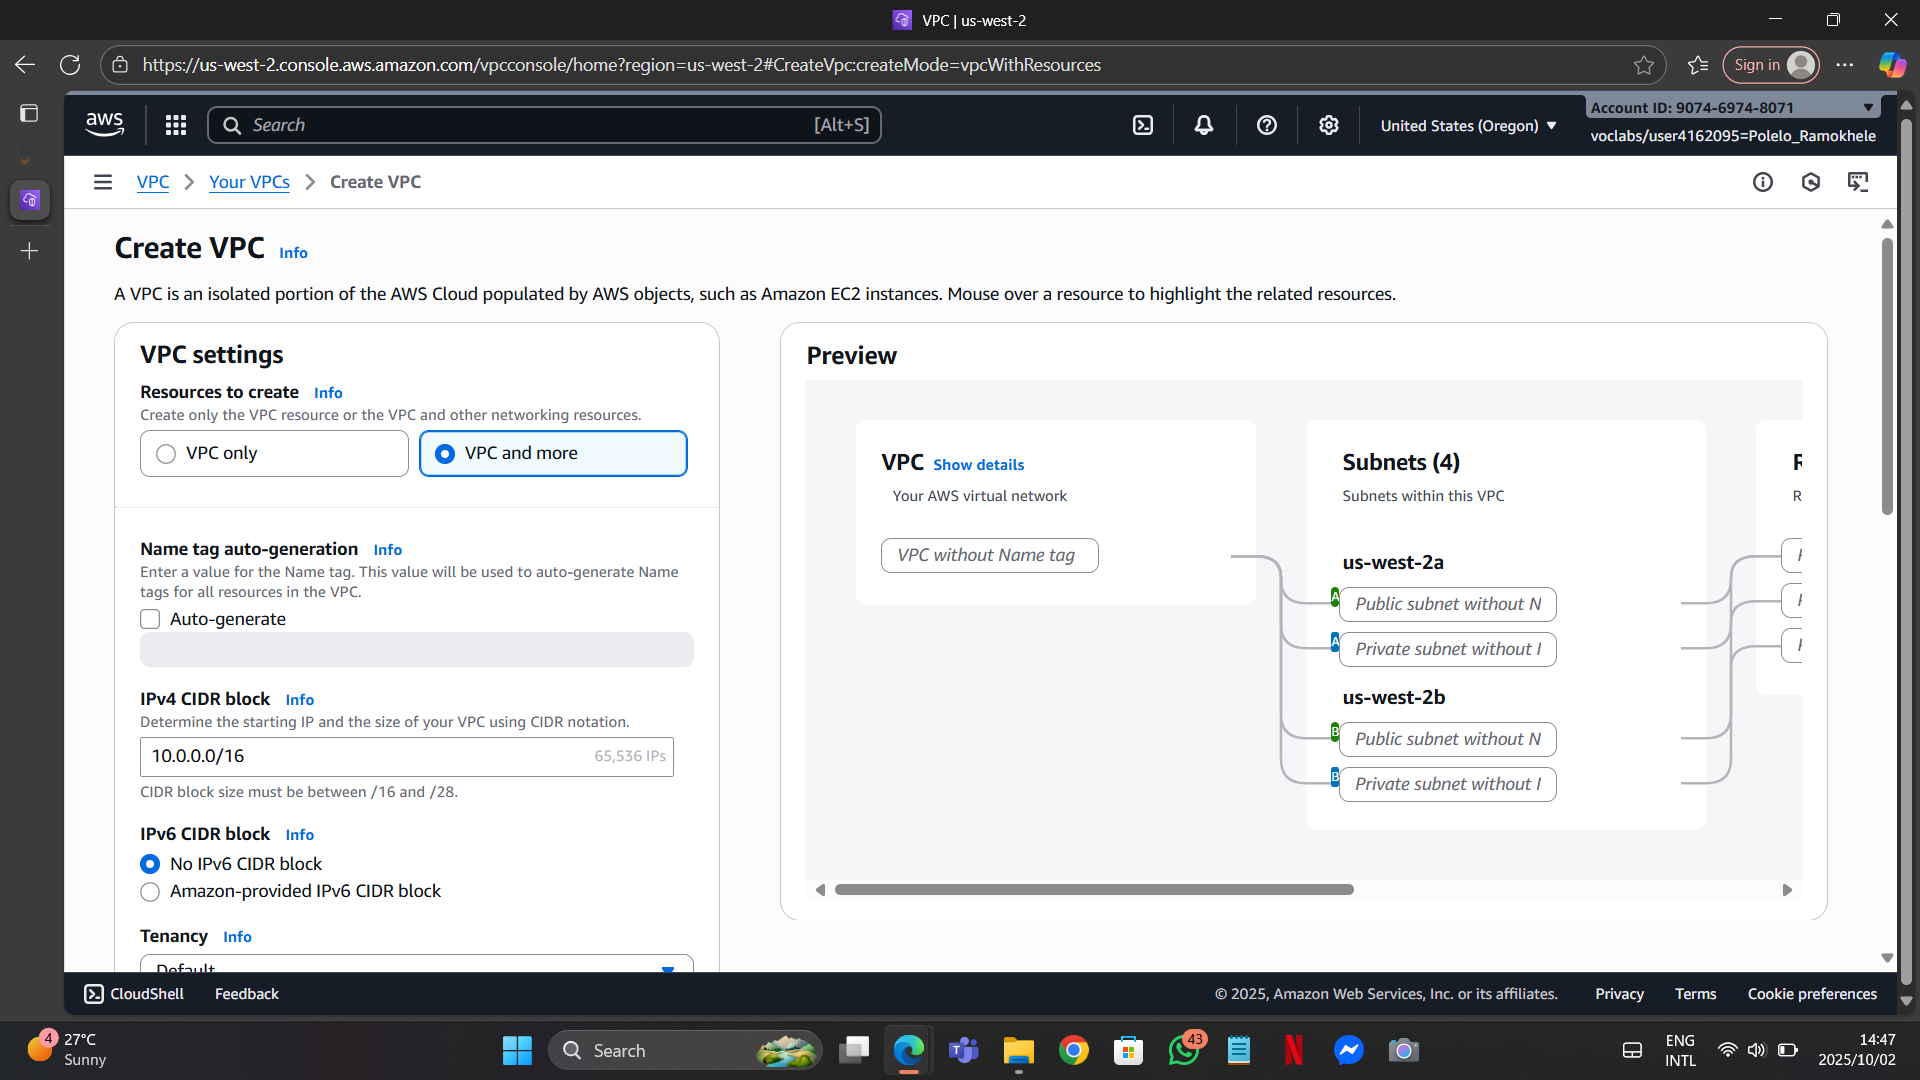 VPC | us-west-2
https://us-west-2.console.aws.amazon.com/vpcconsole/home?region=us-west-2#CreateVpc:createMode=vpcWithResources
Sign in
aws
Search
[Alt+S]
United States (Oregon)
Account ID: 9074-6974-8071
voclabs/user4162095=Polelo_Ramokhele
VPC
Your VPCs
Create VPC
Create VPC Info
A VPC is an isolated portion of the AWS Cloud populated by AWS objects, such as Amazon EC2 instances. Mouse over a resource to highlight the related resources.
VPC settings
Resources to create Info
Create only the VPC resource or the VPC and other networking resources.
VPC only
VPC and more
Name tag auto-generation Info
Enter a value for the Name tag. This value will be used to auto-generate Name
tags for all resources in the VPC.
Auto-generate
IPv4 CIDR block Info
Determine the starting IP and the size of your VPC using CIDR notation.
10.0.0.0/16
65,536 IPs
CIDR block size must be between /16 and /28.
IPv6 CIDR block Info
No IPv6 CIDR block
Amazon-provided IPv6 CIDR block
Tenancy Info
Default
Preview
VPC Show details
Your AWS virtual network
VPC without Name tag
Subnets (4)
Subnets within this VPC
us-west-2a
A
Public subnet without N
A
Private subnet without
us-west-2b
B
Public subnet without N
B
Private subnet without
R
R
CloudShell
Feedback
© 2025, Amazon Web Services, Inc. or its affiliates.
Privacy
Terms
Cookie preferences
4
27°C
Sunny
Search
43
ENG
INTL
14:47
2025/10/02